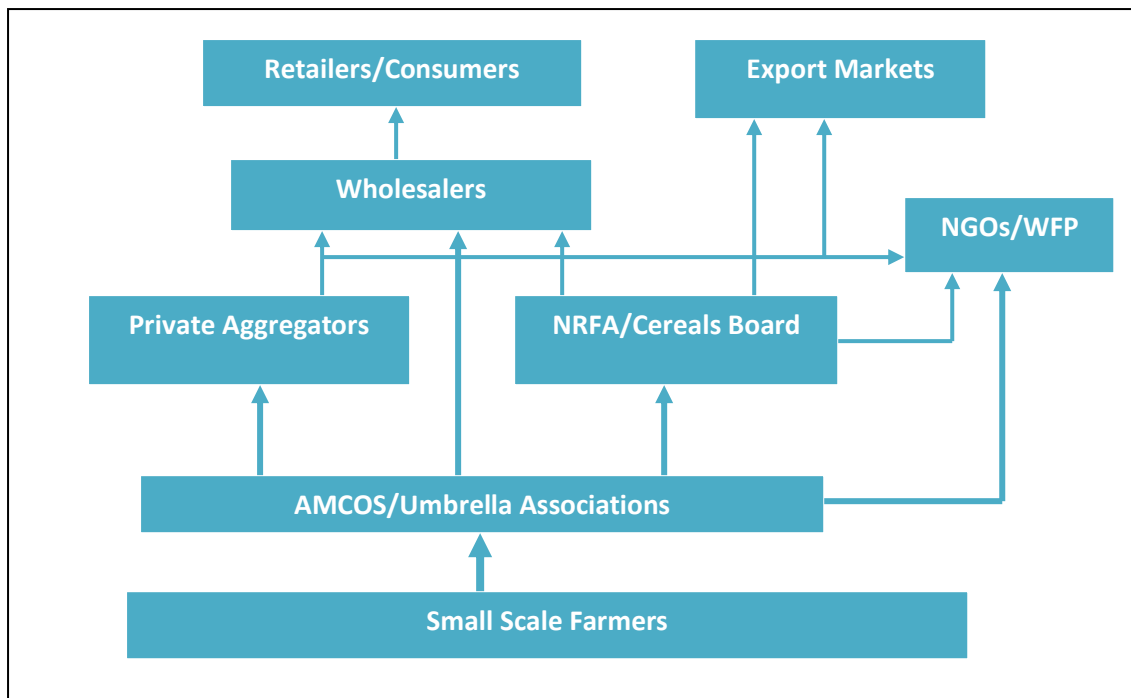 Retailers/Consumers
Export Markets
Wholesalers
NGOs/WFP
Private Aggregators
NRFA/Cereals Board
AMCOS/Umbrella Associations
Small Scale Farmers